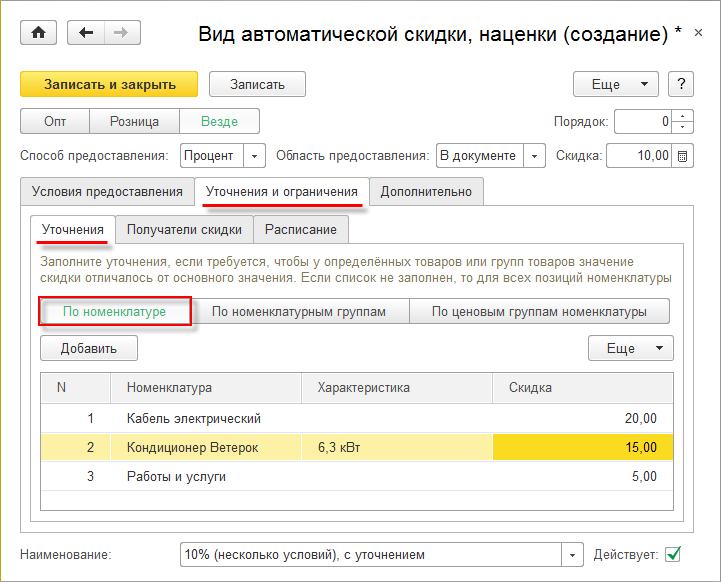 Вид автоматической скидки, наценки (создание) * ×
Записать и закрыть Записать Еще ?
Опт Розница Везде Порядок: 0
Способ предоставления: Процент Область предоставления: В документе Скидка: 10,00
Условия предоставления Уточнения и ограничения Дополнительно
Уточнения Получатели скидки Расписание
Заполните уточнения, если требуется, чтобы у определённых товаров или групп товаров значение
скидки отличалось от основного значения. Если список не заполнен, то для всех позиций номенклатуры
По номенклатуре По номенклатурным группам По ценовым группам номенклатуры
Добавить Еще
N Номенклатура Характеристика Скидка
1 Кабель электрический 20,00
2 Кондиционер Ветерок 6,3 кВт 15,00
3 Работы и услуги 5,00
Наименование: 10% (несколько условий), с уточнением Действует: